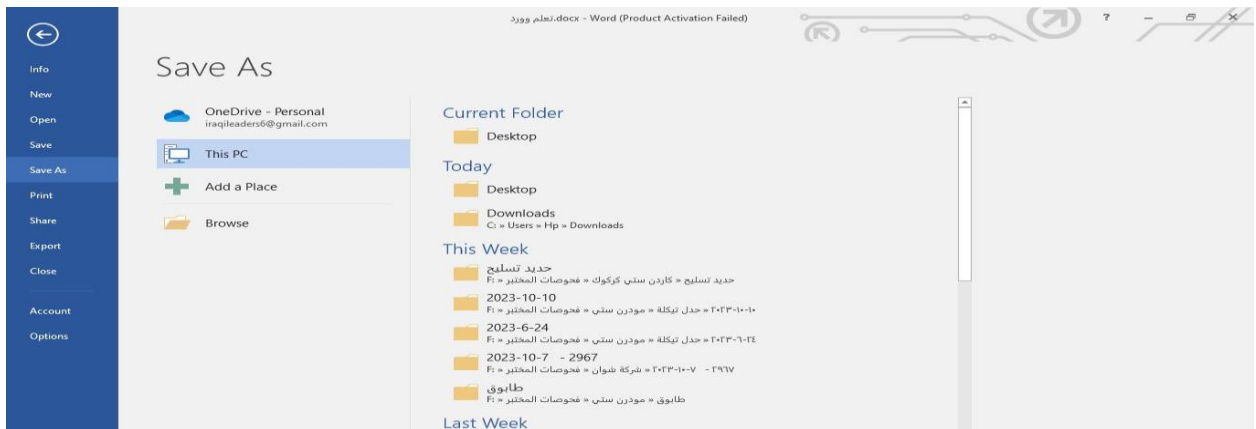 تعلم وورد.docx - Word (Product Activation Failed)
?
Info
New
Open
Save
Save As
Print
Share
Export
Close
Account
Options
Save As
OneDrive - Personal
iraqileaders6@gmail.com
This PC
Add a Place
Browse
Current Folder
Desktop
Today
Desktop
Downloads
C: » Users » Hp » Downloads
This Week
حديد تسليح
F: » فحوصات المختبر » كاردن ستي كركوك » حديد تسليح
2023-10-10
F: » فحوصات المختبر » مودرن ستي » حدل تيكلة » ٢٠٢٣-١٠-١٠
2023-6-24
F: » فحوصات المختبر » مودرن ستي » حدل تيكلة » ٢٠٢٣-٦-٢٤
2023-10-7 - 2967
F: » فحوصات المختبر » شركة شوان » ٢٠٢٣-١٠-٧ - ٢٩٦٧
طابوق
F: » فحوصات المختبر » مودرن ستي » طابوق
Last Week